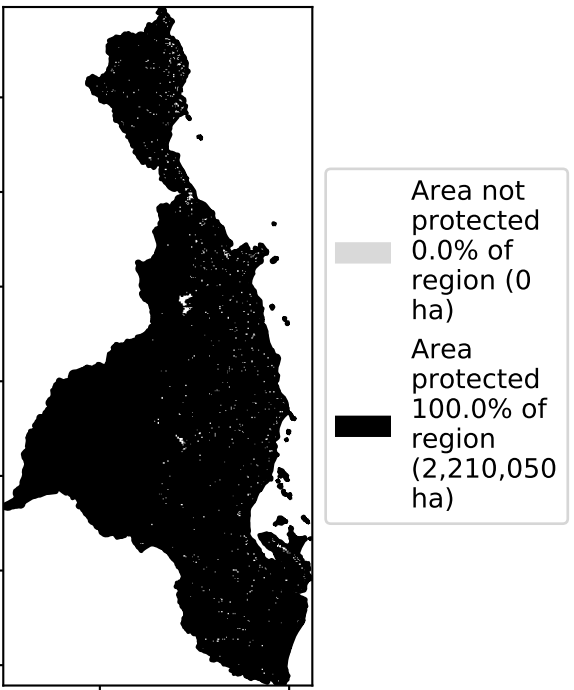 Area not
protected
0.0% of
region (0
ha)
Area
protected
100.0% of
region
(2,210,050
ha)